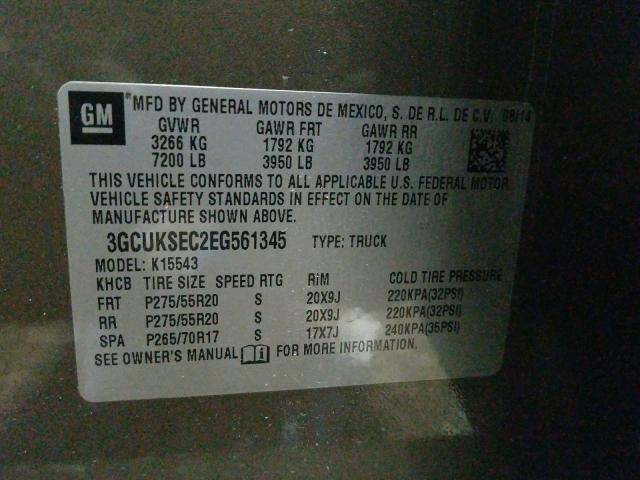 GM ® MFD BY GENERAL MOTORS DE MEXICO, S. DE R.L. DE C.V. 08/14
GVWR GAWR FRT GAWR RR
3266 KG 1792 KG 1792 KG
7200 LB 3950 LB 3950 LB
THIS VEHICLE CONFORMS TO ALL APPLICABLE U.S. FEDERAL MOTOR
VEHICLE SAFETY STANDARDS IN EFFECT ON THE DATE OF
MANUFACTURE SHOWN ABOVE.
3GCUKSEC2EG561345 TYPE: TRUCK
MODEL: K15543
KHCB TIRE SIZE SPEED RTG RiM COLD TIRE PRESSURE
FRT P275/55R20 S 20X9J 220KPA(32PSI)
RR P275/55R20 S 20X9J 220KPA(32PSI)
SPA P265/70R17 S 17X7J 240KPA(35PSI)
SEE OWNER'S MANUAL FOR MORE INFORMATION.